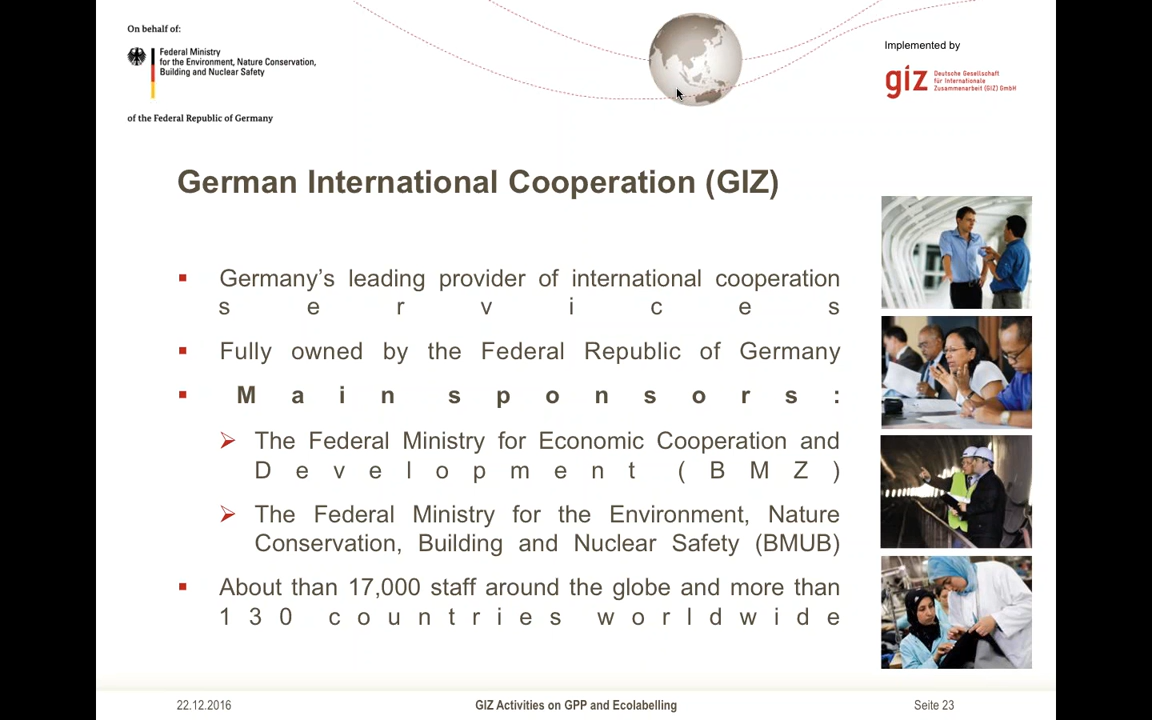 On behalf of:
Federal Ministry
for the Environment, Nature Conservation,
Building and Nuclear Safety
of the Federal Republic of Germany
Implemented by
giz
Deutsche Gesellschaft
für Internationale
Zusammenarbeit (GIZ) GmbH
German International Cooperation (GIZ)
▪ Germany’s leading provider of international cooperation
services
▪ Fully owned by the Federal Republic of Germany
▪ Main sponsors:
➢ The Federal Ministry for Economic Cooperation and
Development (BMZ)
➢ The Federal Ministry for the Environment, Nature
Conservation, Building and Nuclear Safety (BMUB)
▪ About than 17,000 staff around the globe and more than
130 countries worldwide
22.12.2016
GIZ Activities on GPP and Ecolabelling
Seite 23